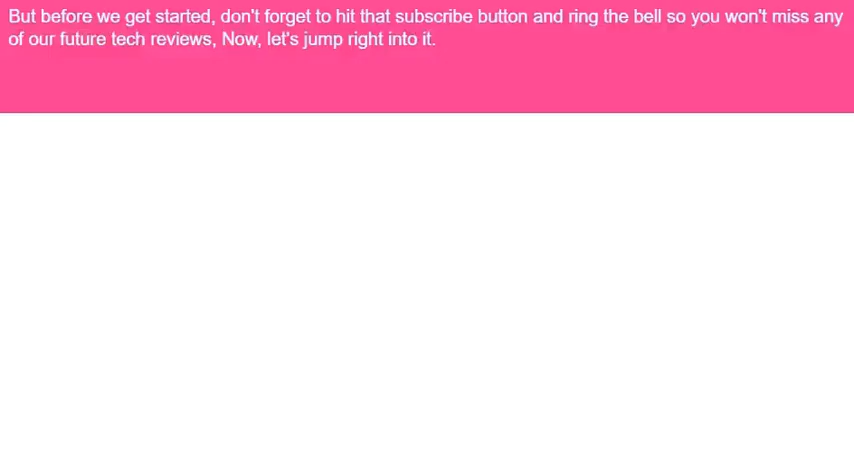 But before we get started, don't forget to hit that subscribe button and ring the bell so you won't miss any
of our future tech reviews, Now, let's jump right into it.